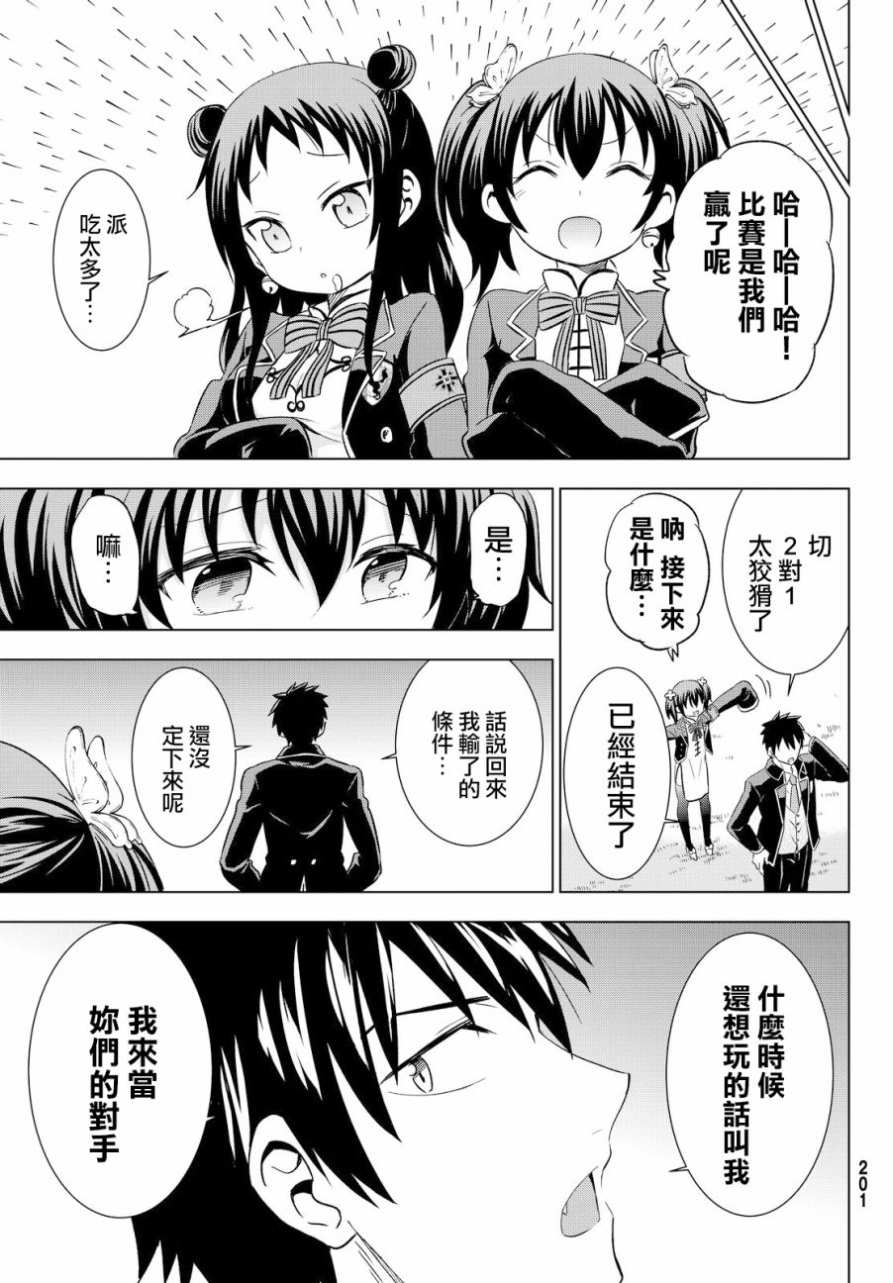 哈—哈—哈！
比賽是我們
贏了呢
派
吃太多了…
切
2對1
太狡猾了
吶 接下來
是什麼…
已經結束了
是…
嘛…
話說回來
我輸了的
條件…
還沒
定下來呢
什麼時候
還想玩的話叫我
我來當
妳們的對手
201